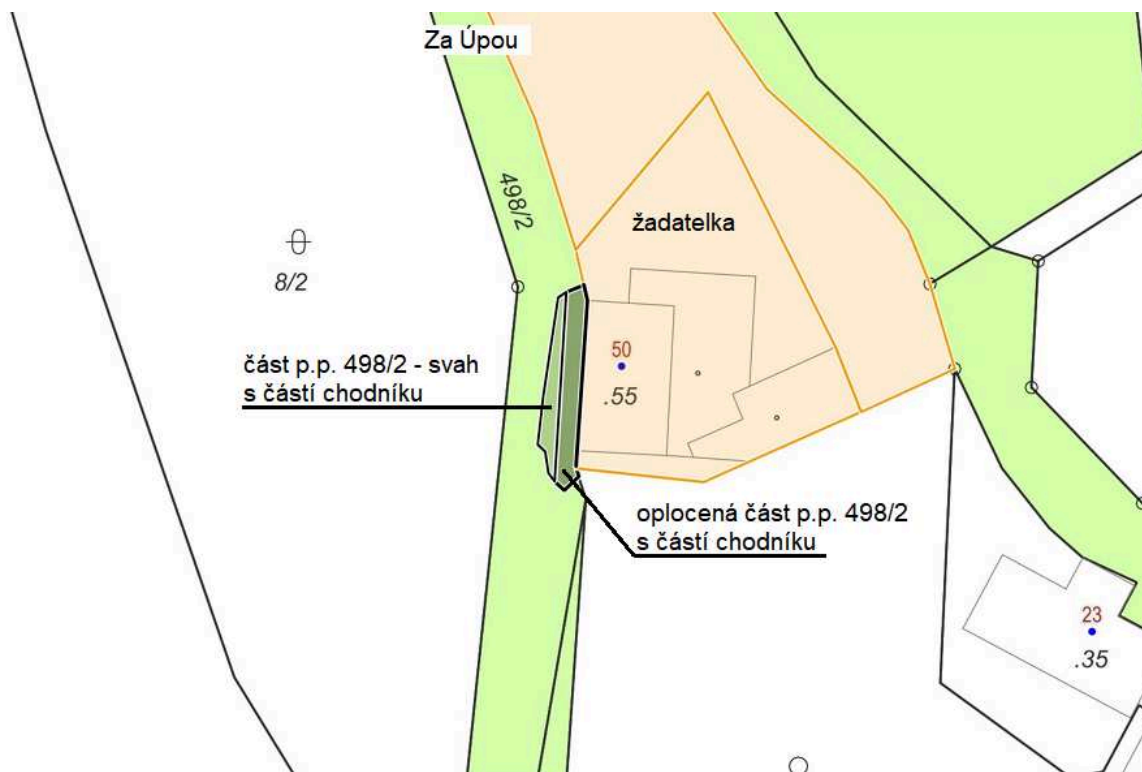 Za Úpou
498/2
žadatelka
8/2
část p.p. 498/2 - svah
s částí chodníku
50
.55
oplocená část p.p. 498/2
s částí chodníku
23
.35